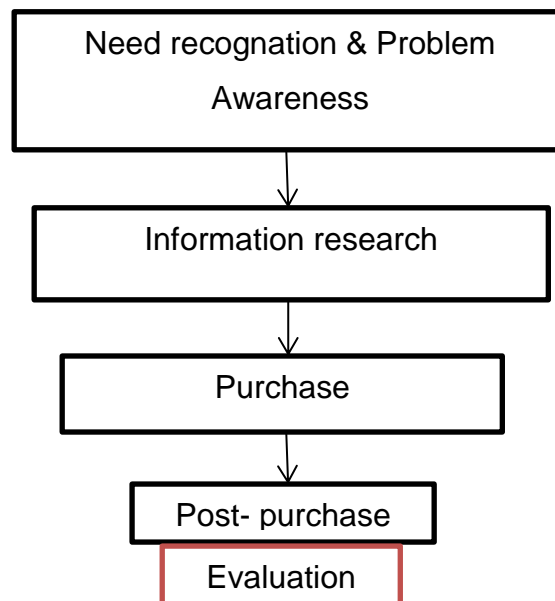 Need recognation & Problem
Awareness
Information research
Purchase
Post- purchase
Evaluation